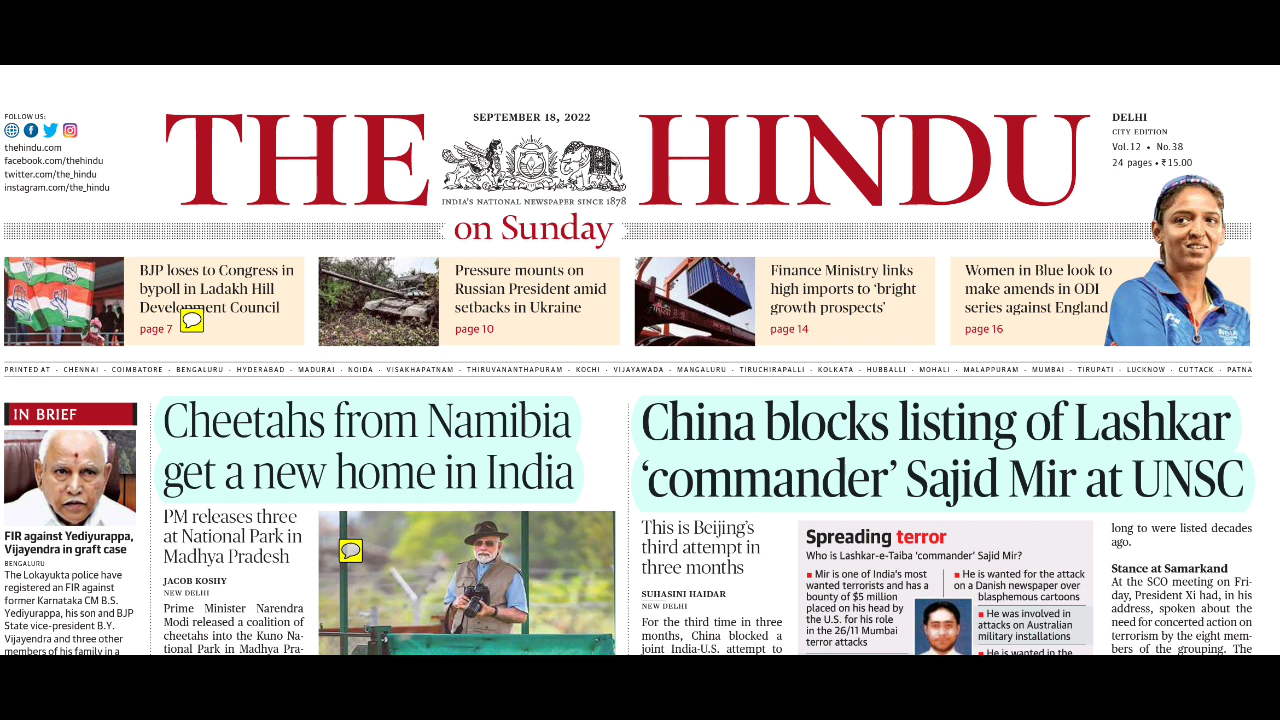 FOLLOW US:
thehindu.com
facebook.com/thehindu
twitter.com/the_hindu
instagram.com/the_hindu
THE HINDU
SEPTEMBER 18, 2022
INDIA'S NATIONAL NEWSPAPER SINCE 1878
on Sunday
DELHI
CITY EDITION
Vol.12 • No.38
24 pages • ₹15.00
BJP loses to Congress in
bypoll in Ladakh Hill
Development Council
page 7
Pressure mounts on
Russian President amid
setbacks in Ukraine
page 10
Finance Ministry links
high imports to ‘bright
growth prospects’
page 14
Women in Blue look to
make amends in ODI
series against England
page 16
PRINTED AT • CHENNAI • COIMBATORE • BENGALURU • HYDERABAD • MADURAI • NOIDA • VISAKHAPATNAM • THIRUVANANTHAPURAM • KOCHI • VIJAYAWADA • MANGALURU • TIRUCHIRAPALLI • KOLKATA • HUBBALLI • MOHALI • MALAPPURAM • MUMBAI • TIRUPATI • LUCKNOW • CUTTACK • PATNA
IN BRIEF
FIR against Yediyurappa,
Vijayendra in graft case
BENGALURU
The Lokayukta police have
registered an FIR against
former Karnataka CM B.S.
Yediyurappa, his son and BJP
State vice-president B.Y.
Vijayendra and three other
members of his family in a
Cheetahs from Namibia
get a new home in India
PM releases three
at National Park in
Madhya Pradesh
JACOB KOSHY
NEW DELHI
Prime Minister Narendra
Modi released a coalition of
cheetahs into the Kuno Na-
tional Park in Madhya Pra-
China blocks listing of Lashkar
‘commander’ Sajid Mir at UNSC
This is Beijing’s
third attempt in
three months
SUHASINI HAIDAR
NEW DELHI
For the third time in three
months, China blocked a
joint India-U.S. attempt to
Spreading terror
Who is Lashkar-e-Taiba ‘commander’ Sajid Mir?
■ Mir is one of India’s most
wanted terrorists and has a
bounty of $5 million
placed on his head by
the U.S. for his role
in the 26/11 Mumbai
terror attacks
■ He is wanted for the attack
on a Danish newspaper over
blasphemous cartoons
■ He was involved in
attacks on Australian
military installations
■ He is wanted in the
long to were listed decades
ago.
Stance at Samarkand
At the SCO meeting on Fri-
day, President Xi had, in his
address, spoken about the
need for concerted action on
terrorism by the eight mem-
bers of the grouping. The